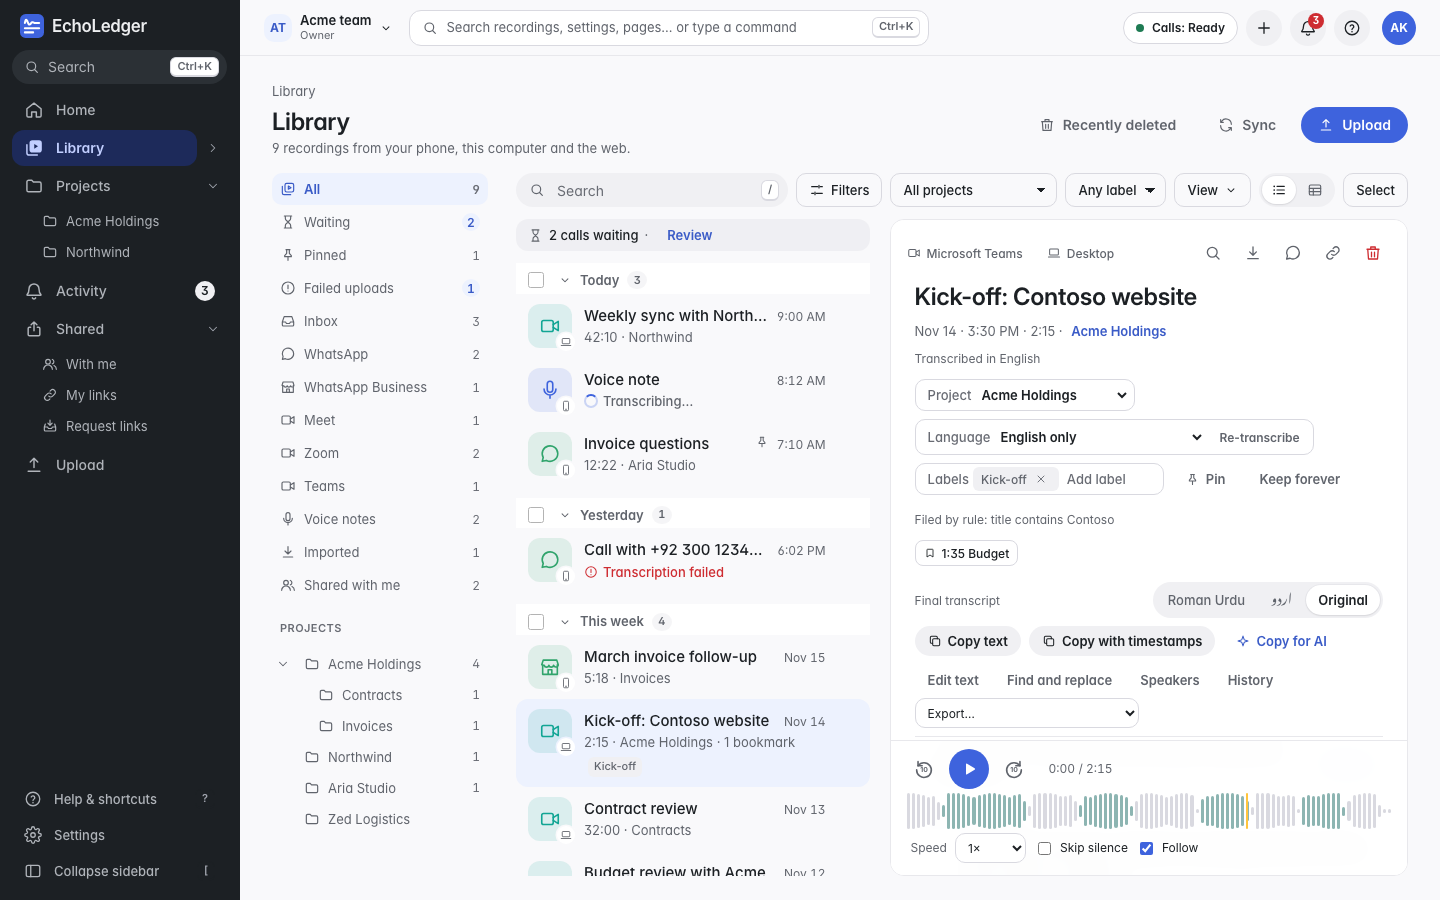 EchoLedger
Search Ctrl+K
Home
Library
Projects
Acme Holdings
Northwind
Activity 3
Shared
With me
My links
Request links
Upload
Help & shortcuts ?
Settings
Collapse sidebar [
AT Acme team
Owner
Search recordings, settings, pages... or type a command Ctrl+K
Calls: Ready
3
AK
Library
Library
9 recordings from your phone, this computer and the web.
Recently deleted Sync Upload
All 9
Waiting 2
Pinned 1
Failed uploads 1
Inbox 3
WhatsApp 2
WhatsApp Business 1
Meet 1
Zoom 2
Teams 1
Voice notes 2
Imported 1
Shared with me 2
PROJECTS
Acme Holdings 4
Contracts 1
Invoices 1
Northwind 1
Aria Studio 1
Zed Logistics
Search / Filters All projects Any label View Select
2 calls waiting · Review
Today 3
Weekly sync with North... 9:00 AM
42:10 · Northwind
Voice note 8:12 AM
Transcribing...
Invoice questions 7:10 AM
12:22 · Aria Studio
Yesterday 1
Call with +92 300 1234... 6:02 PM
Transcription failed
This week 4
March invoice follow-up Nov 15
5:18 · Invoices
Kick-off: Contoso website Nov 14
2:15 · Acme Holdings · 1 bookmark
Kick-off
Contract review Nov 13
32:00 · Contracts
Budget review with Acme Nov 12
Microsoft Teams Desktop
Kick-off: Contoso website
Nov 14 · 3:30 PM · 2:15 · Acme Holdings
Transcribed in English
Project Acme Holdings
Language English only Re-transcribe
Labels Kick-off × Add label Pin Keep forever
Filed by rule: title contains Contoso
1:35 Budget
Final transcript Roman Urdu اردو Original
Copy text Copy with timestamps Copy for AI
Edit text Find and replace Speakers History
Export...
10 10 0:00 / 2:15
Speed 1× Skip silence Follow